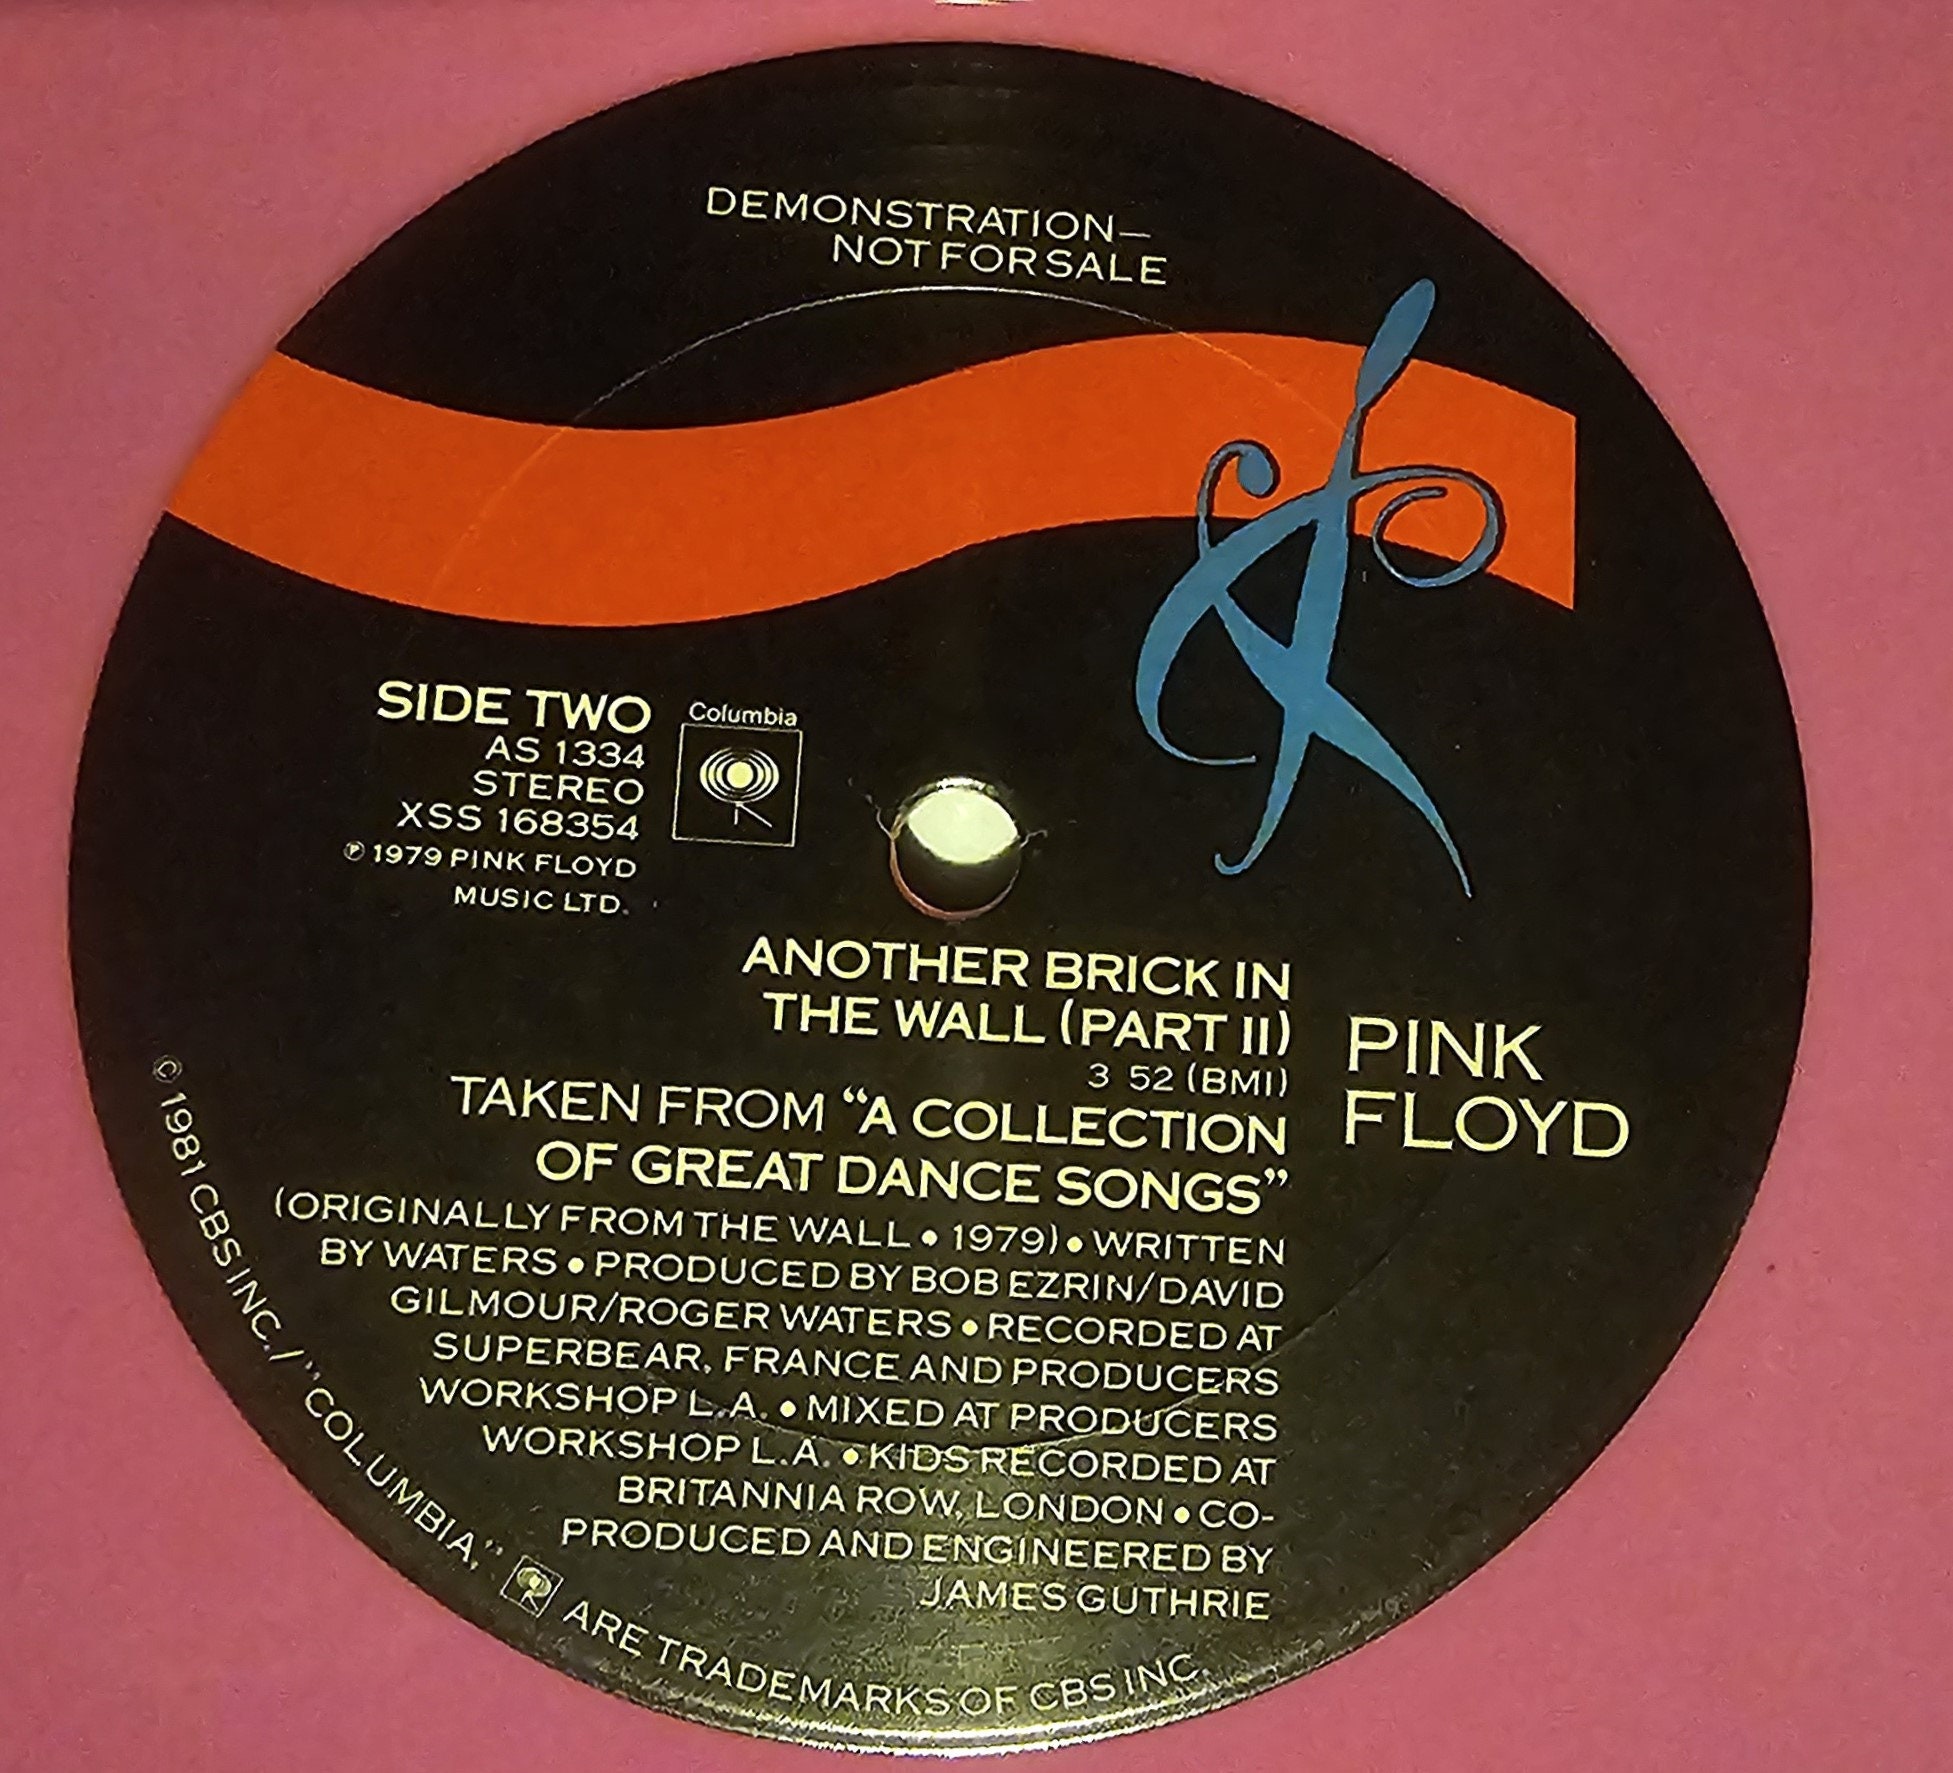 DEMONSTRATION—
NOT FOR SALE
SIDE TWO
AS 1334
STEREO
XSS 168354
℗ 1979 PINK FLOYD
MUSIC LTD.
Columbia
ANOTHER BRICK IN
THE WALL (PART II)
3 52 (BMI)
TAKEN FROM “A COLLECTION
OF GREAT DANCE SONGS”
(ORIGINALLY FROM THE WALL • 1979) • WRITTEN
BY WATERS • PRODUCED BY BOB EZRIN/DAVID
GILMOUR/ROGER WATERS • RECORDED AT
SUPERBEAR, FRANCE AND PRODUCERS
WORKSHOP L.A. • MIXED AT PRODUCERS
WORKSHOP L.A. • KIDS RECORDED AT
BRITANNIA ROW, LONDON • CO-
PRODUCED AND ENGINEERED BY
JAMES GUTHRIE
PINK
FLOYD
© 1981 CBS INC. / “COLUMBIA,” ARE TRADEMARKS OF CBS INC.